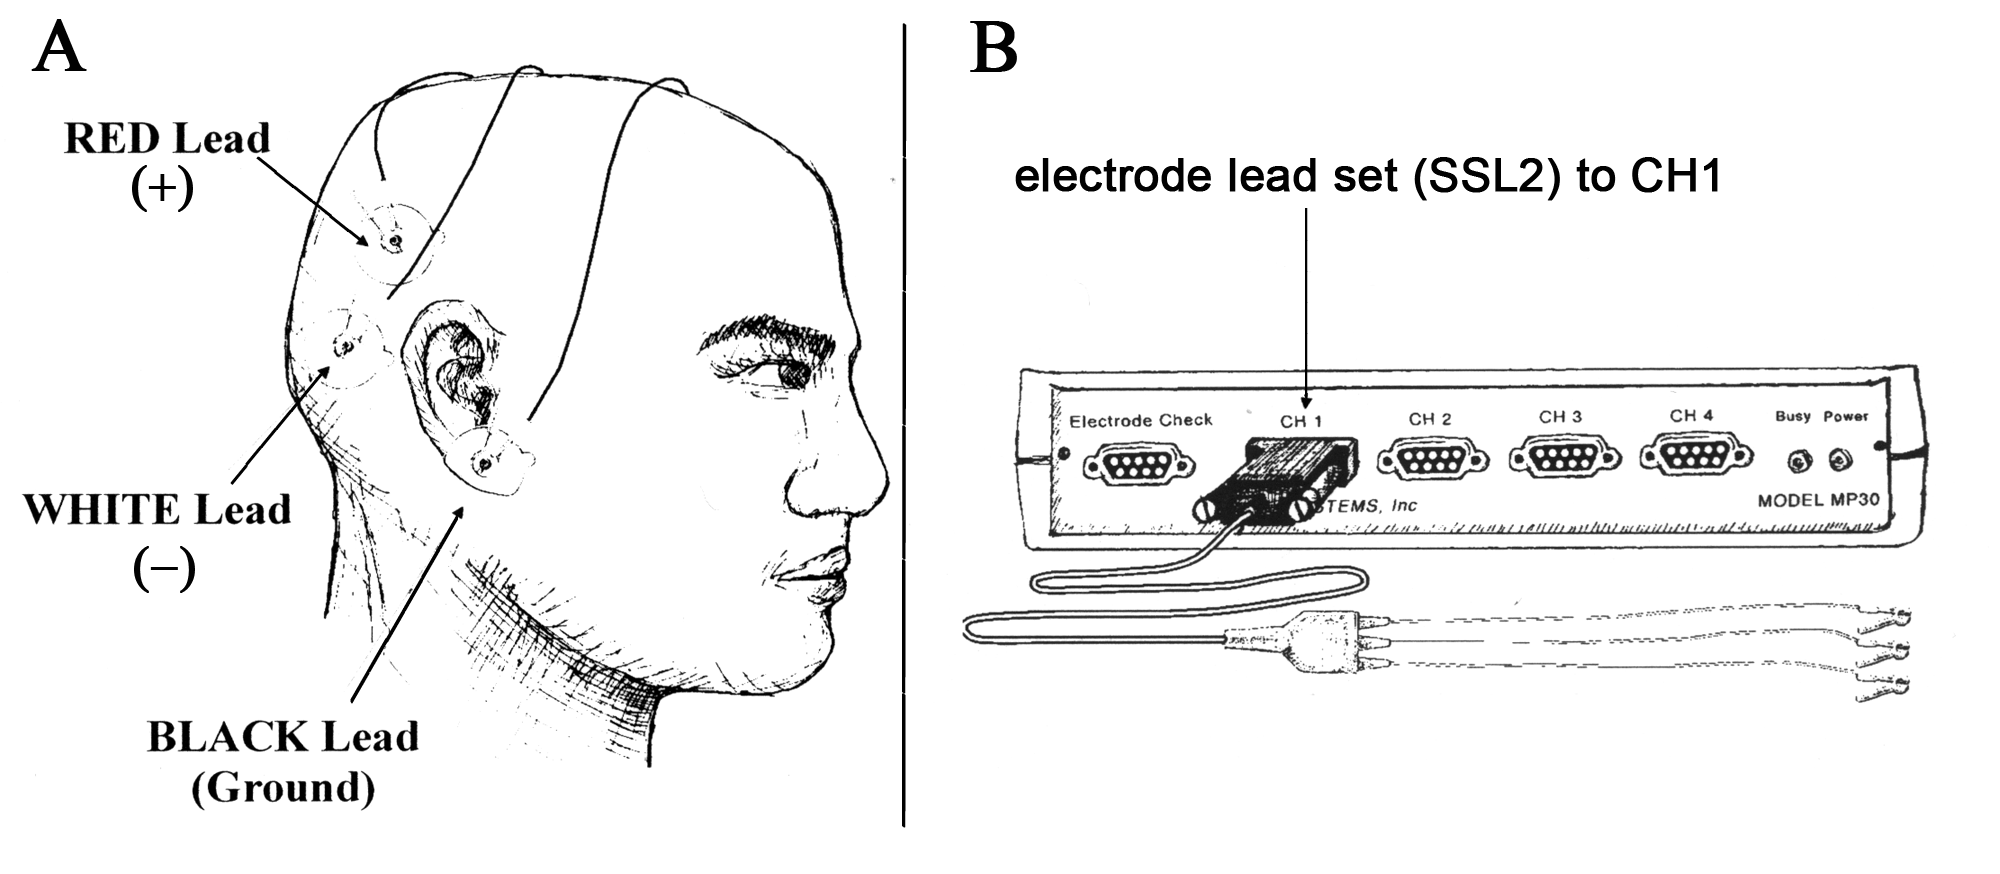 A
RED Lead
(+)
WHITE Lead
(–)
BLACK Lead
(Ground)
B
electrode lead set (SSL2) to CH1
Electrode Check
CH 1
CH 2
CH 3
CH 4
Busy Power
STEMS, Inc
MODEL MP30